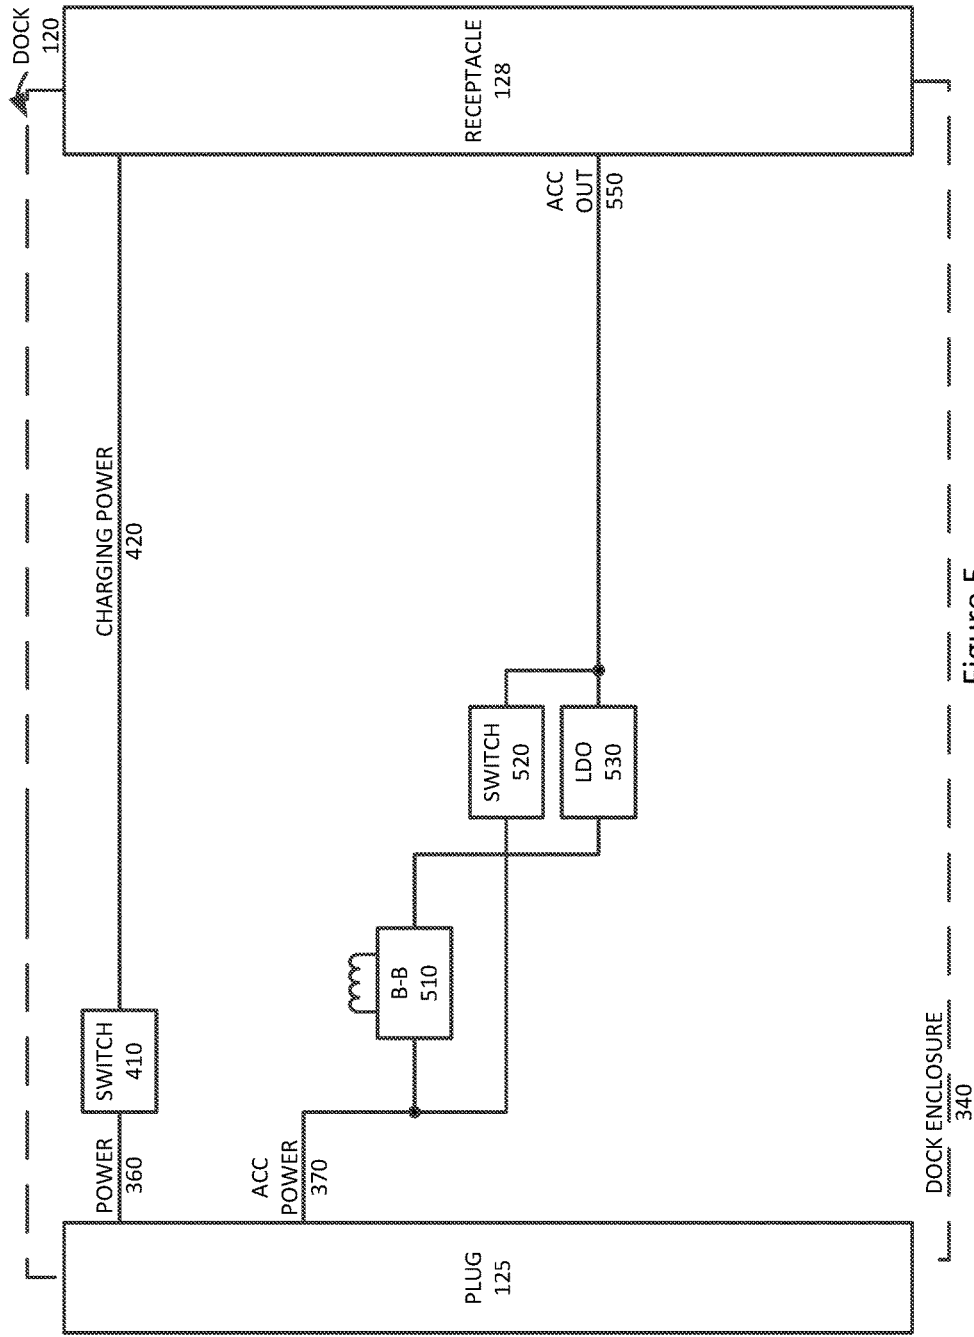 DOCK
120
RECEPTACLE
128
ACC
OUT
550
CHARGING POWER
420
SWITCH
520
LDO
530
B-B
510
SWITCH
410
POWER
360
ACC
POWER
370
PLUG
125
DOCK ENCLOSURE
340
Figure 5